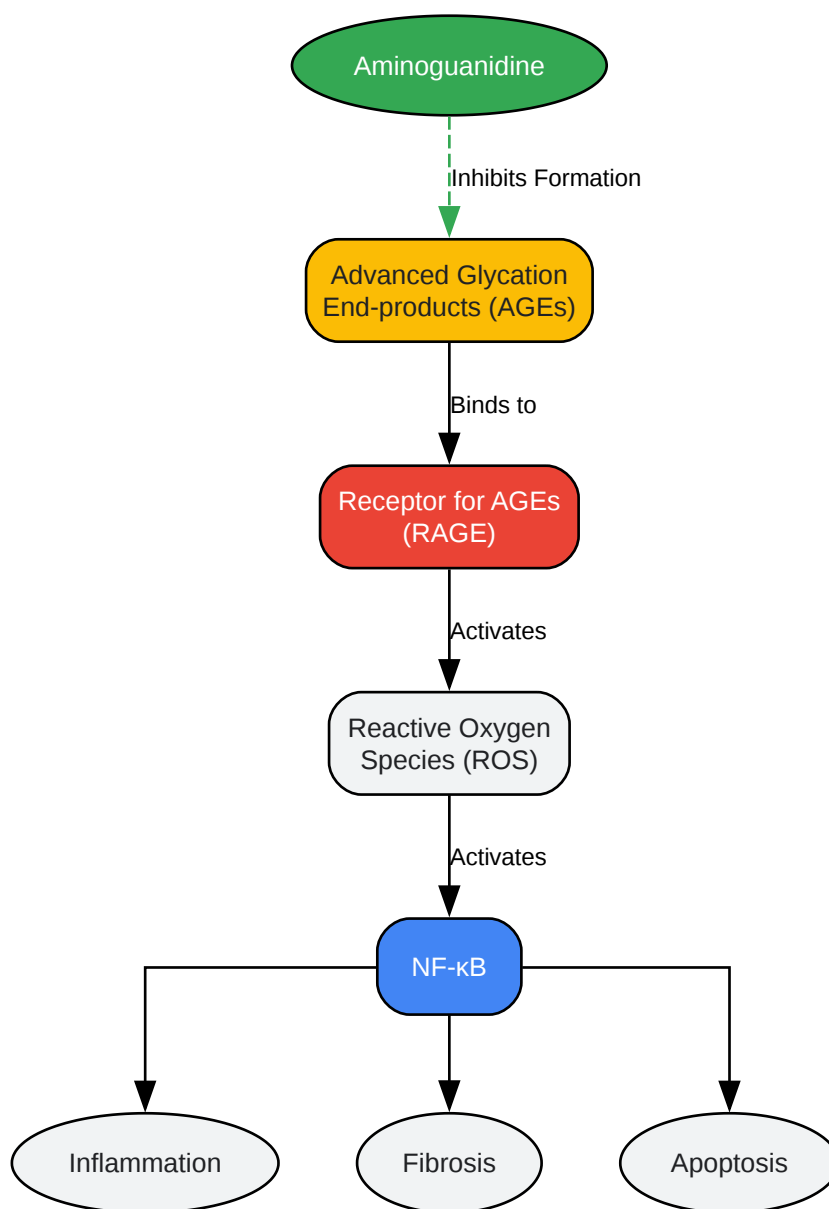 Aminoguanidine
Inhibits Formation
Advanced Glycation
End-products (AGEs)
Binds to
Receptor for AGEs
(RAGE)
Activates
Reactive Oxygen
Species (ROS)
Activates
NF-κB
Inflammation
Fibrosis
Apoptosis